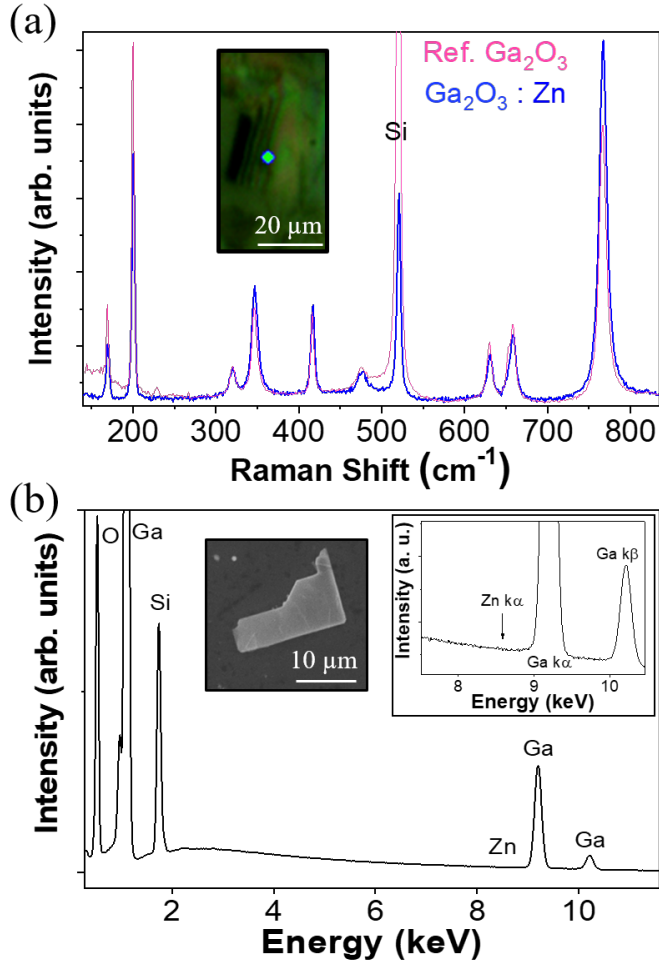 (a)
Intensity (arb. units)
Ref. Ga2O3
Ga2O3 : Zn
Si
20 µm
200 300 400 500 600 700 800
Raman Shift (cm-1)
(b)
Intensity (arb. units)
O
Ga
Si
10 µm
Intensity (a. u.)
Zn kα
Ga kα
Ga kβ
8 9 10
Energy (keV)
Ga
Zn
Ga
2 4 6 8 10
Energy (keV)